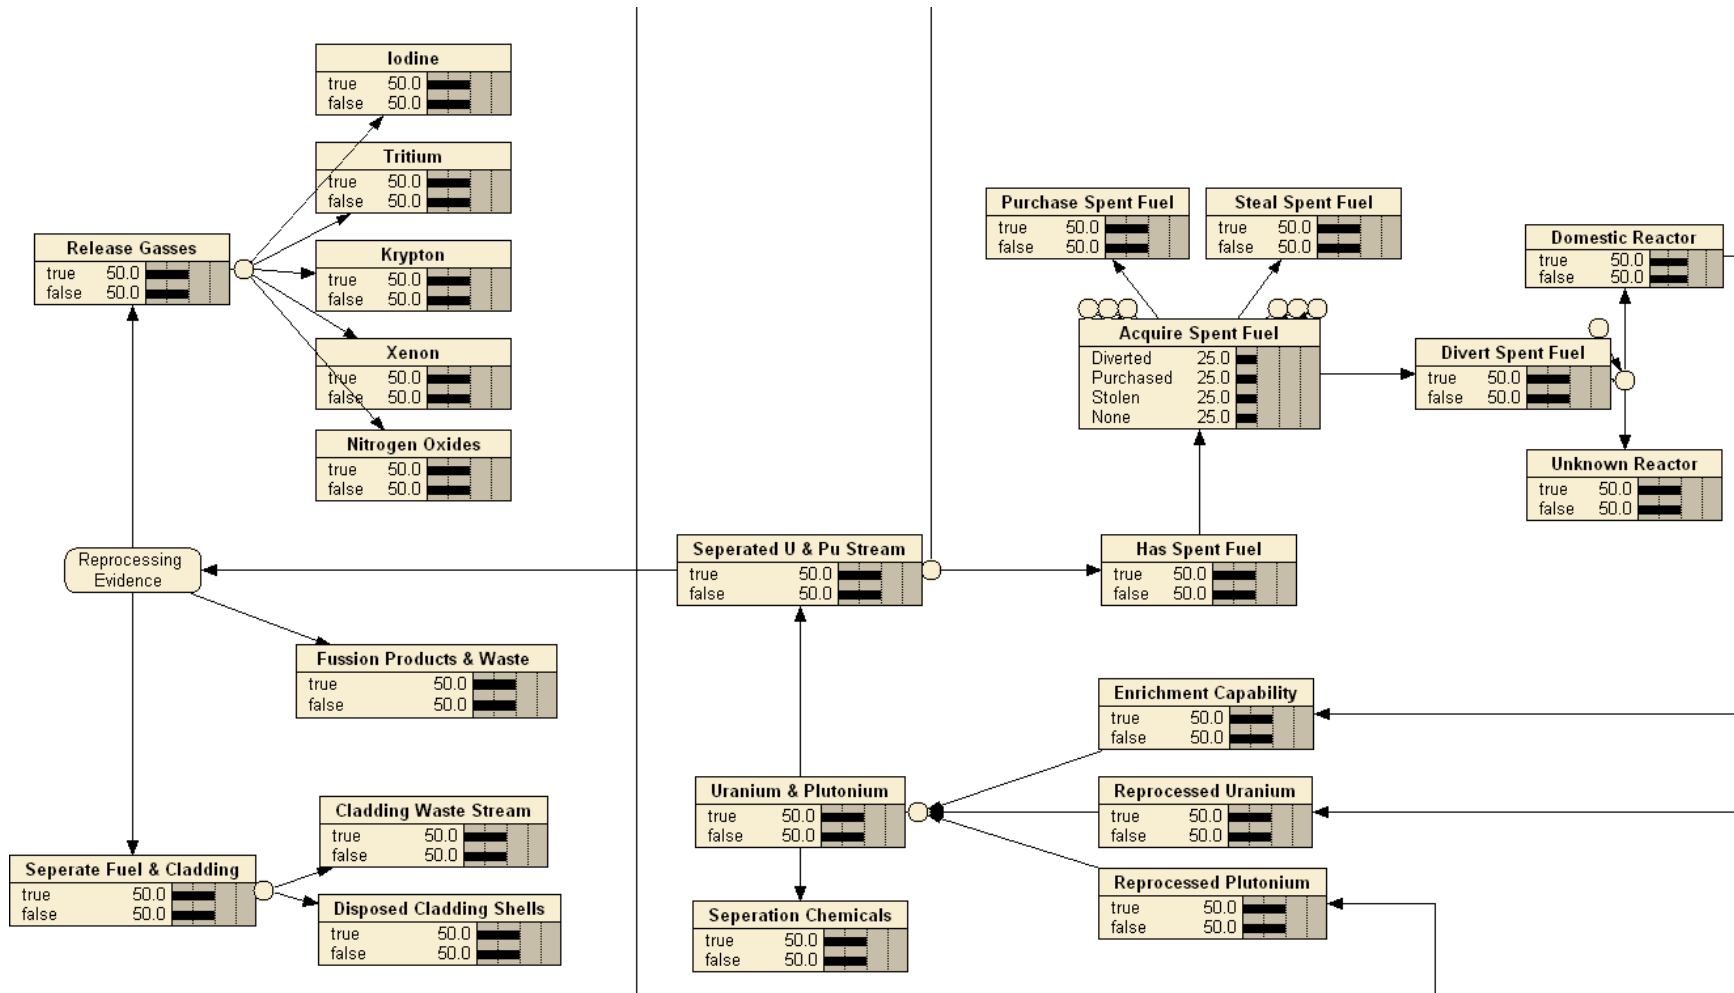 Iodine
true 50.0
false 50.0
Tritium
true 50.0
false 50.0
Release Gasses
true 50.0
false 50.0
Krypton
true 50.0
false 50.0
Xenon
true 50.0
false 50.0
Nitrogen Oxides
true 50.0
false 50.0
Reprocessing
Evidence
Fussion Products & Waste
true 50.0
false 50.0
Cladding Waste Stream
true 50.0
false 50.0
Seperate Fuel & Cladding
true 50.0
false 50.0
Disposed Cladding Shells
true 50.0
false 50.0
Purchase Spent Fuel
true 50.0
false 50.0
Steal Spent Fuel
true 50.0
false 50.0
Domestic Reactor
true 50.0
false 50.0
Acquire Spent Fuel
Diverted 25.0
Purchased 25.0
Stolen 25.0
None 25.0
Divert Spent Fuel
true 50.0
false 50.0
Unknown Reactor
true 50.0
false 50.0
Seperated U & Pu Stream
true 50.0
false 50.0
Has Spent Fuel
true 50.0
false 50.0
Enrichment Capability
true 50.0
false 50.0
Uranium & Plutonium
true 50.0
false 50.0
Reprocessed Uranium
true 50.0
false 50.0
Reprocessed Plutonium
true 50.0
false 50.0
Seperation Chemicals
true 50.0
false 50.0